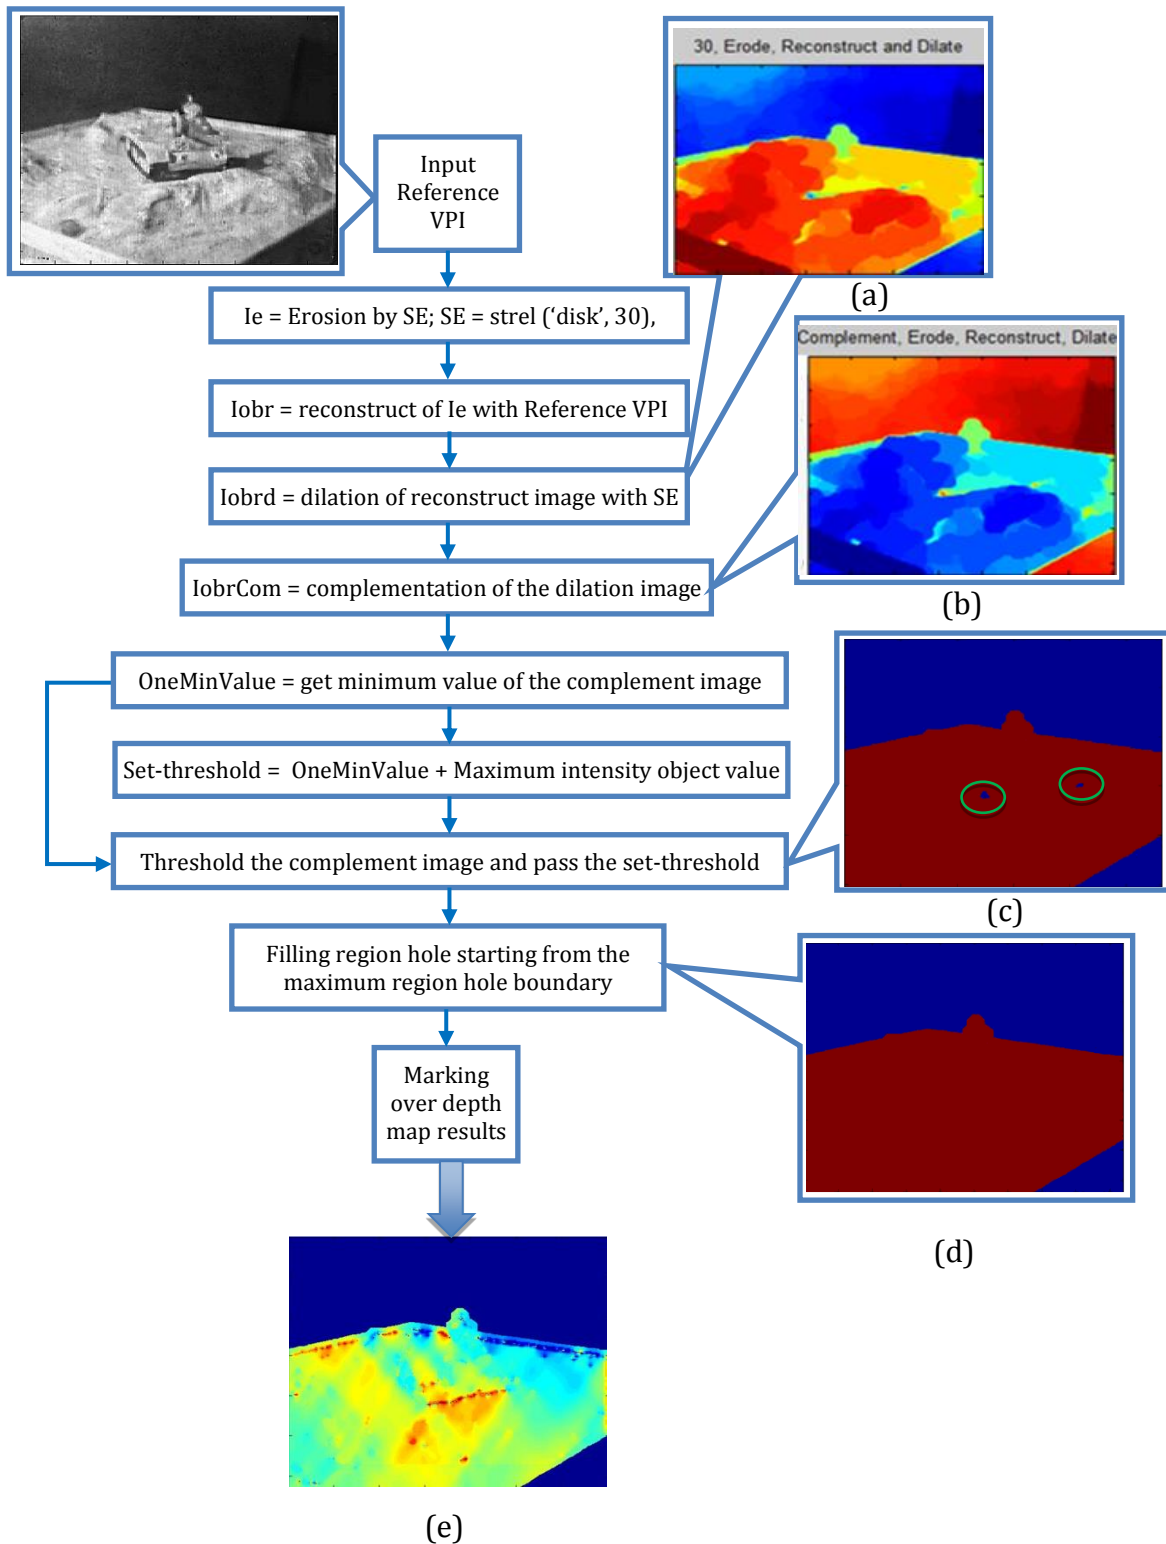 Input
Reference
VPI
30, Erode, Reconstruct and Dilate
(a)
Ie = Erosion by SE; SE = strel (‘disk’, 30),
Complement, Erode, Reconstruct, Dilate
Iobr = reconstruct of Ie with Reference VPI
Iobrd = dilation of reconstruct image with SE
IobrCom = complementation of the dilation image
(b)
OneMinValue = get minimum value of the complement image
Set-threshold = OneMinValue + Maximum intensity object value
Threshold the complement image and pass the set-threshold
(c)
Filling region hole starting from the
maximum region hole boundary
Marking
over depth
map results
(d)
(e)